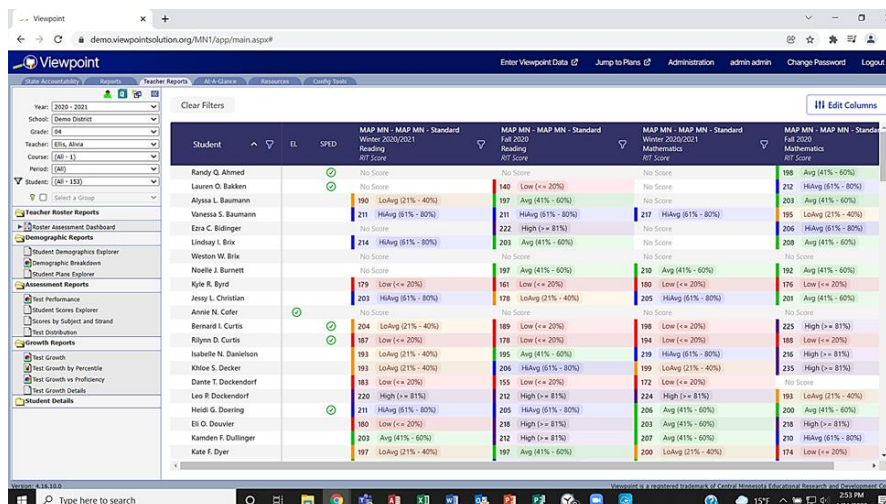 Viewpoint
demo.viewpointsolution.org/MN1/app/main.aspx#
Viewpoint
Enter Viewpoint Data Jump to Plans Administration admin admin Change Password Logout
State Accountability Reports Teacher Reports At-A-Glance Resources Config Tools
Year: 2020 - 2021
School: Demo District
Grade: 04
Teacher: Ellis, Alvia
Course: (All - 1)
Period: (All)
Student: (All - 153)
Select a Group
Teacher Roster Reports
Roster Assessment Dashboard
Demographic Reports
Student Demographics Explorer
Demographic Breakdown
Student Plans Explorer
Assessment Reports
Test Performance
Student Scores Explorer
Scores by Subject and Strand
Test Distribution
Growth Reports
Test Growth
Test Growth by Percentile
Test Growth vs Proficiency
Test Growth Details
Student Details
Version: 4.16.10.0
Clear Filters
Edit Columns
Student EL SPED
MAP MN - MAP MN - Standard
Winter 2020/2021
Reading
RIT Score
MAP MN - MAP MN - Standard
Fall 2020
Reading
RIT Score
MAP MN - MAP MN - Standard
Winter 2020/2021
Mathematics
RIT Score
MAP MN - MAP MN - Standar
Fall 2020
Mathematics
RIT Score
Randy Q. Ahmed No Score No Score No Score 198 Avg (41% - 60%)
Lauren O. Bakken No Score 140 Low (<= 20%) No Score 212 HiAvg (61% - 80%)
Alyssa L. Baumann 190 LoAvg (21% - 40%) 197 Avg (41% - 60%) No Score 203 Avg (41% - 60%)
Vanessa S. Baumann 211 HiAvg (61% - 80%) 211 HiAvg (61% - 80%) 217 HiAvg (61% - 80%) 195 LoAvg (21% - 40%)
Ezra C. Bidinger No Score 222 High (>= 81%) No Score 206 HiAvg (61% - 80%)
Lindsay I. Brix 214 HiAvg (61% - 80%) 203 Avg (41% - 60%) No Score 208 Avg (41% - 60%)
Weston W. Brix No Score No Score No Score No Score
Noelle J. Burnett No Score 197 Avg (41% - 60%) 210 Avg (41% - 60%) 192 Avg (41% - 60%)
Kyle R. Byrd 179 Low (<= 20%) 161 Low (<= 20%) 180 Low (<= 20%) 176 Low (<= 20%)
Jessy L. Christian 203 HiAvg (61% - 80%) 178 LoAvg (21% - 40%) 205 HiAvg (61% - 80%) 201 Avg (41% - 60%)
Annie N. Cofer No Score No Score No Score No Score
Bernard I. Curtis 204 LoAvg (21% - 40%) 189 Low (<= 20%) 198 Low (<= 20%) 225 High (>= 81%)
Rilynn D. Curtis 187 Low (<= 20%) 178 Low (<= 20%) 194 Low (<= 20%) 188 Low (<= 20%)
Isabelle N. Danielson 193 LoAvg (21% - 40%) 195 Avg (41% - 60%) 219 HiAvg (61% - 80%) 216 High (>= 81%)
Khloe S. Decker 193 LoAvg (21% - 40%) 206 HiAvg (61% - 80%) 199 LoAvg (21% - 40%) 235 High (>= 81%)
Dante T. Dockendorf 183 Low (<= 20%) 155 Low (<= 20%) 172 Low (<= 20%) No Score
Leo P. Dockendorf 220 High (>= 81%) 212 High (>= 81%) 224 High (>= 81%) 193 LoAvg (21% - 40%)
Heidi G. Doering 211 HiAvg (61% - 80%) 205 HiAvg (61% - 80%) 206 Avg (41% - 60%) 200 Avg (41% - 60%)
Eli O. Douvier 180 Low (<= 20%) 218 High (>= 81%) 203 Avg (41% - 60%) 218 High (>= 81%)
Kamden F. Dullinger 203 Avg (41% - 60%) 212 High (>= 81%) 207 Avg (41% - 60%) 210 HiAvg (61% - 80%)
Kate F. Dyer 197 LoAvg (21% - 40%) 197 Avg (41% - 60%) 200 LoAvg (21% - 40%) 174 Low (<= 20%)
Viewpoint is a registered trademark of Central Minnesota Educational Research and Development Co
Type here to search
15°F
2:53 PM